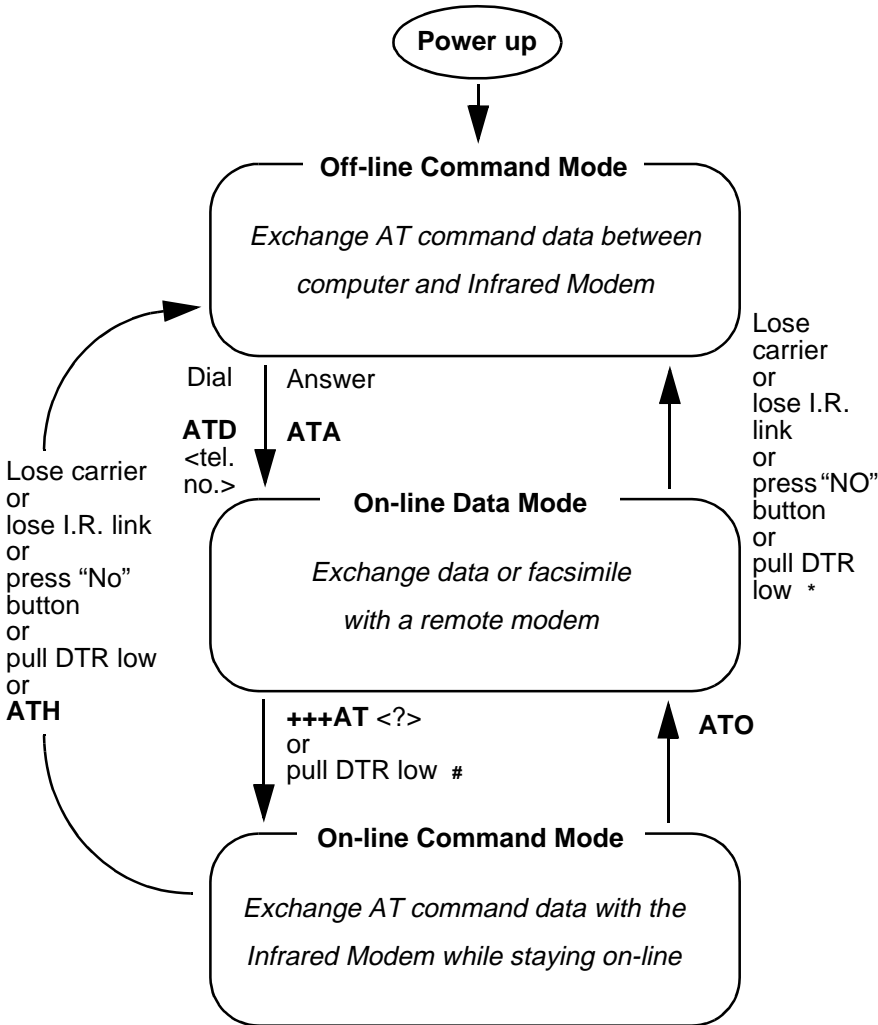 Power up
Off-line Command Mode
Exchange AT command data between
computer and Infrared Modem
Dial
ATD
<tel.
no.>
Answer
ATA
Lose
carrier
or
lose I.R.
link
or
press “NO”
button
or
pull DTR
low *
Lose carrier
or
lose I.R. link
or
press “No”
button
or
pull DTR low
or
ATH
On-line Data Mode
Exchange data or facsimile
with a remote modem
+++AT <?>
or
pull DTR low #
ATO
On-line Command Mode
Exchange AT command data with the
Infrared Modem while staying on-line